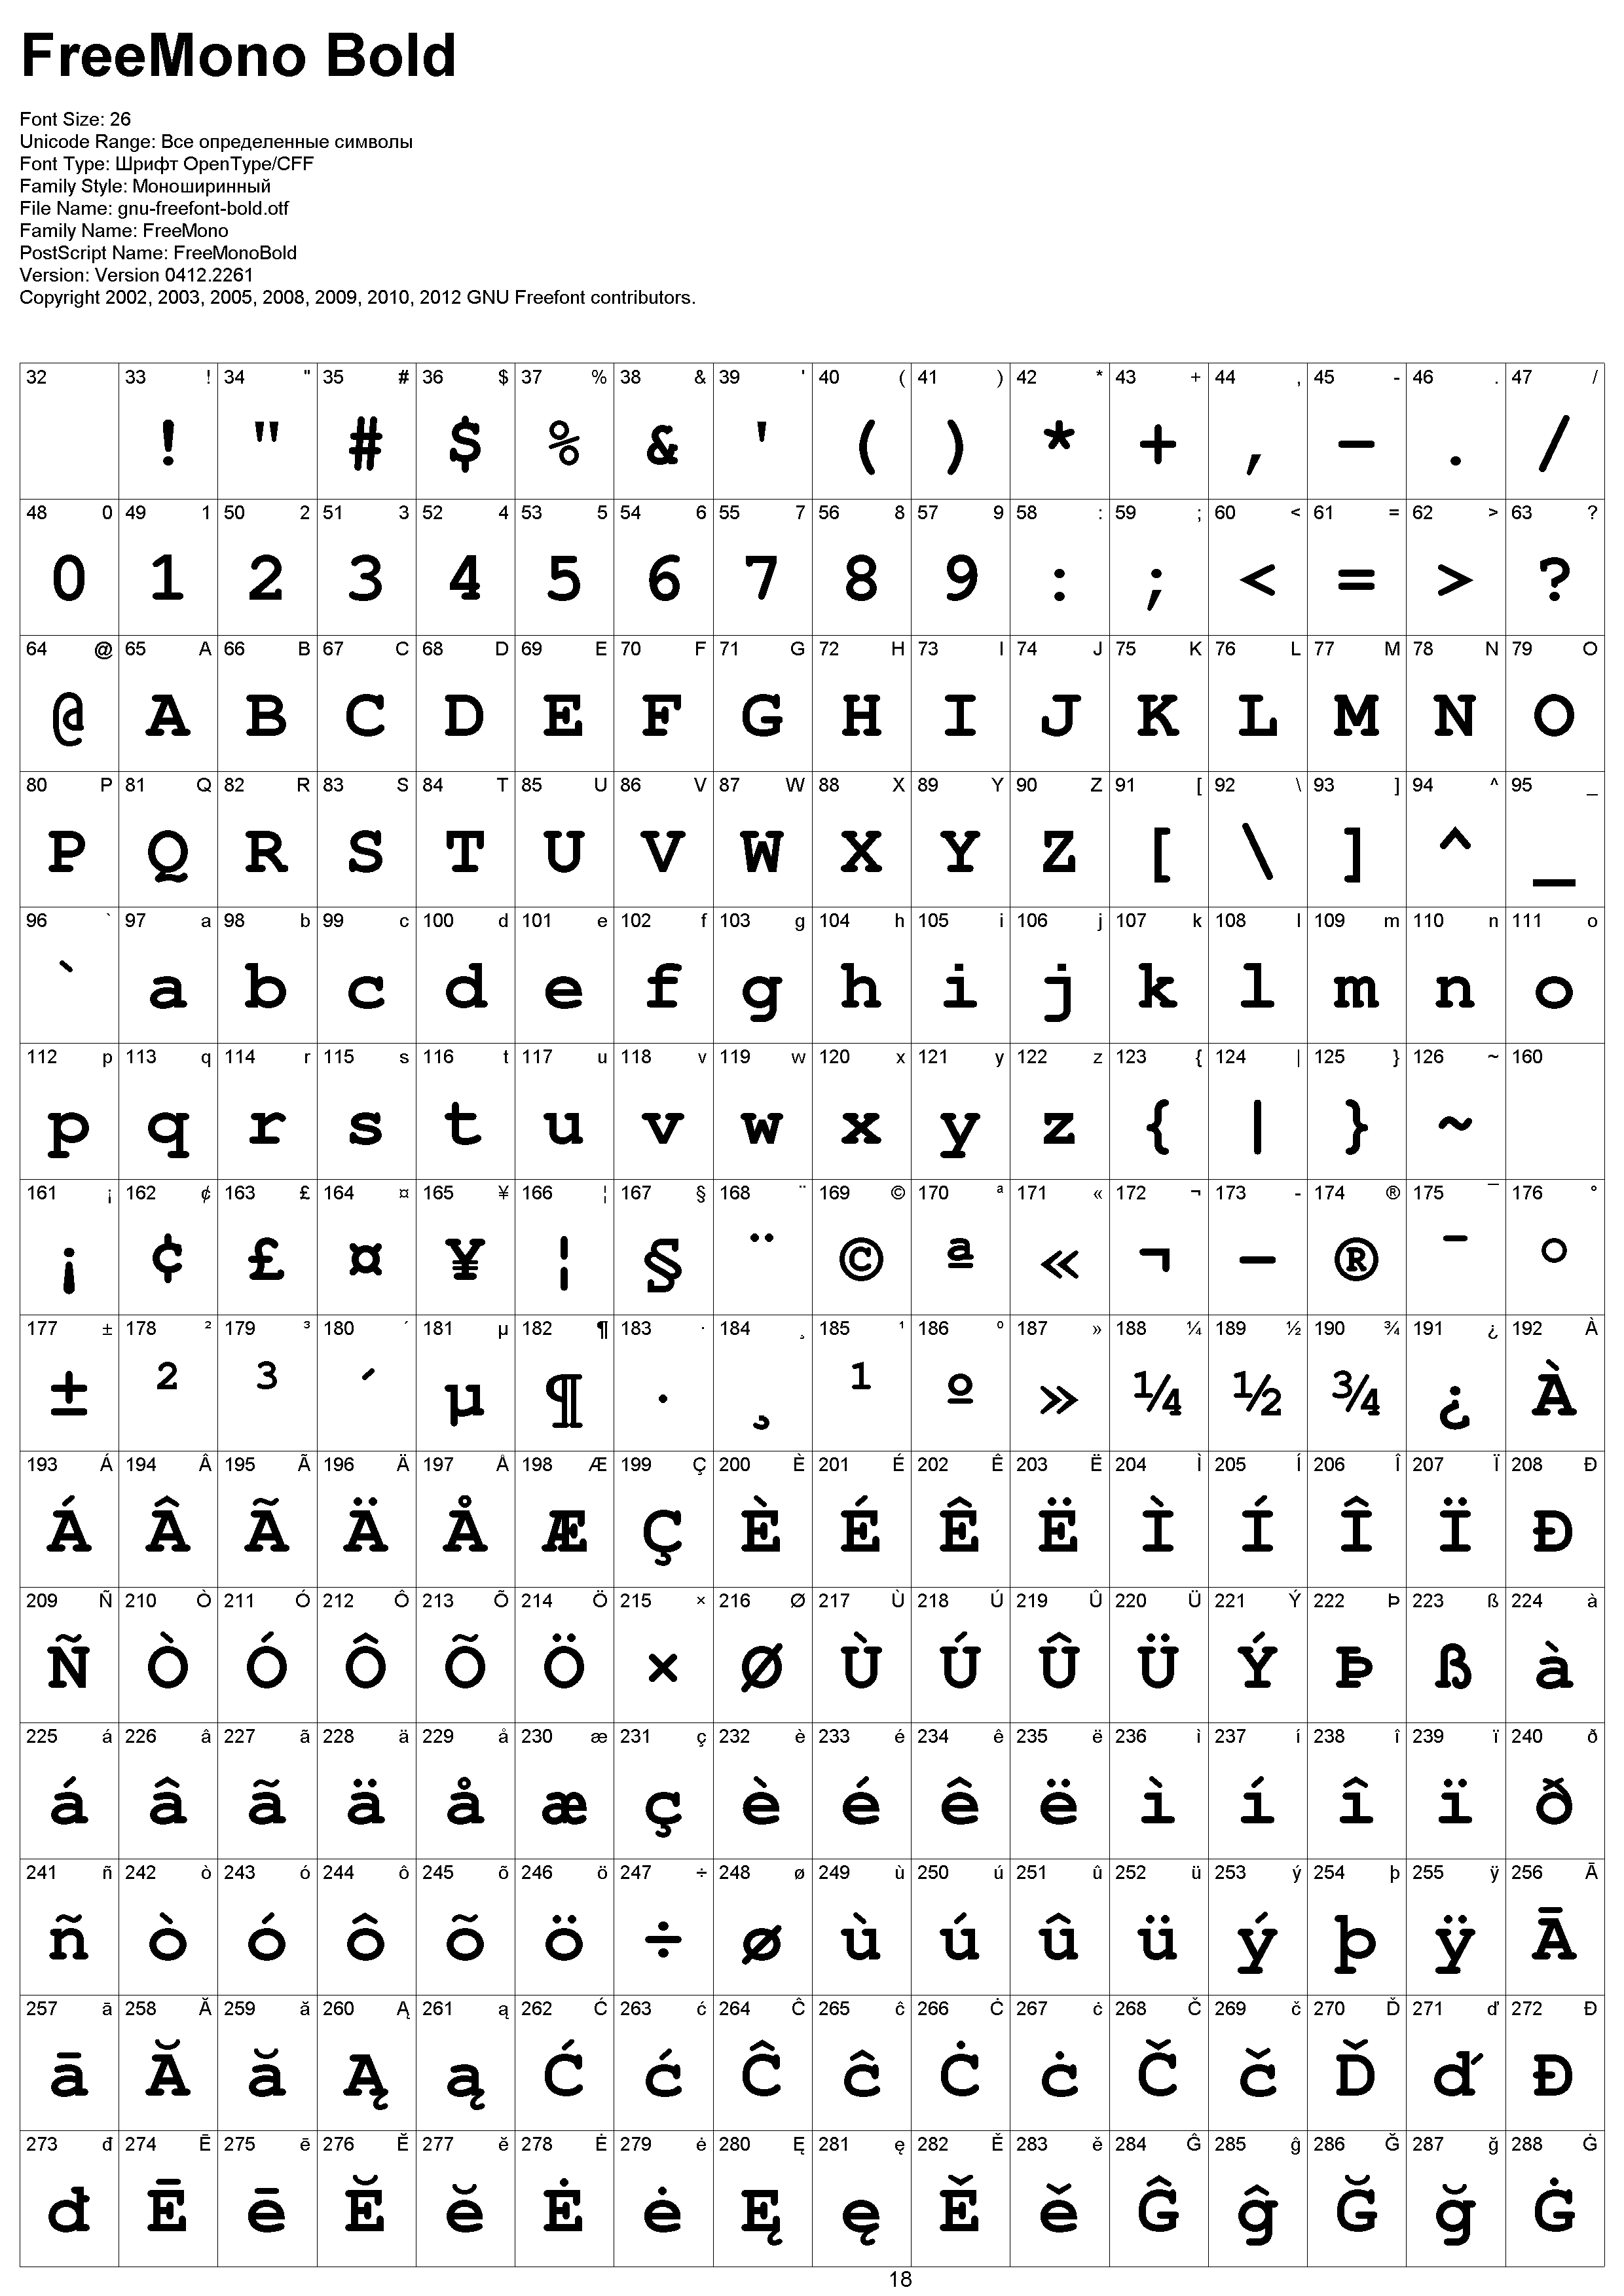 FreeMono Bold
Font Size: 26
Unicode Range: Все определенные символы
Font Type: Шрифт OpenType/CFF
Family Style: Моноширинный
File Name: gnu-freefont-bold.otf
Family Name: FreeMono
PostScript Name: FreeMonoBold
Version: Version 0412.2261
Copyright 2002, 2003, 2005, 2008, 2009, 2010, 2012 GNU Freefont contributors.
32 33 ! 34 " 35 # 36 $ 37 % 38 & 39 ' 40 ( 41 ) 42 * 43 + 44 , 45 - 46 . 47 /
! " # $ % & ' ( ) * + , - . /
48 0 49 1 50 2 51 3 52 4 53 5 54 6 55 7 56 8 57 9 58 : 59 ; 60 < 61 = 62 > 63 ?
0 1 2 3 4 5 6 7 8 9 : ; < = > ?
64 @ 65 A 66 B 67 C 68 D 69 E 70 F 71 G 72 H 73 I 74 J 75 K 76 L 77 M 78 N 79 O
@ A B C D E F G H I J K L M N O
80 P 81 Q 82 R 83 S 84 T 85 U 86 V 87 W 88 X 89 Y 90 Z 91 [ 92 \ 93 ] 94 ^ 95 _
P Q R S T U V W X Y Z [ \ ] ^ _
96 ` 97 a 98 b 99 c 100 d 101 e 102 f 103 g 104 h 105 i 106 j 107 k 108 l 109 m 110 n 111 o
` a b c d e f g h i j k l m n o
112 p 113 q 114 r 115 s 116 t 117 u 118 v 119 w 120 x 121 y 122 z 123 { 124 | 125 } 126 ~ 160
p q r s t u v w x y z { | } ~
161 ¡ 162 ¢ 163 £ 164 ¤ 165 ¥ 166 ¦ 167 § 168 ¨ 169 © 170 ª 171 « 172 ¬ 173 - 174 ® 175 ¯ 176 °
¡ ¢ £ ¤ ¥ ¦ § ¨ © ª « ¬ - ® ¯ °
177 ± 178 ² 179 ³ 180 ´ 181 µ 182 ¶ 183 · 184 ¸ 185 ¹ 186 º 187 » 188 ¼ 189 ½ 190 ¾ 191 ¿ 192 À
± ² ³ ´ µ ¶ · ¸ ¹ º » ¼ ½ ¾ ¿ À
193 Á 194 Â 195 Ã 196 Ä 197 Å 198 Æ 199 Ç 200 È 201 É 202 Ê 203 Ë 204 Ì 205 Í 206 Î 207 Ï 208 Ð
Á Â Ã Ä Å Æ Ç È É Ê Ë Ì Í Î Ï Ð
209 Ñ 210 Ò 211 Ó 212 Ô 213 Õ 214 Ö 215 × 216 Ø 217 Ù 218 Ú 219 Û 220 Ü 221 Ý 222 Þ 223 ß 224 à
Ñ Ò Ó Ô Õ Ö × Ø Ù Ú Û Ü Ý Þ ß à
225 á 226 â 227 ã 228 ä 229 å 230 æ 231 ç 232 è 233 é 234 ê 235 ë 236 ì 237 í 238 î 239 ï 240 ð
á â ã ä å æ ç è é ê ë ì í î ï ð
241 ñ 242 ò 243 ó 244 ô 245 õ 246 ö 247 ÷ 248 ø 249 ù 250 ú 251 û 252 ü 253 ý 254 þ 255 ÿ 256 Ā
ñ ò ó ô õ ö ÷ ø ù ú û ü ý þ ÿ Ā
257 ā 258 Ă 259 ă 260 Ą 261 ą 262 Ć 263 ć 264 Ĉ 265 ĉ 266 Ċ 267 ċ 268 Č 269 č 270 Ď 271 ď 272 Đ
ā Ă ă Ą ą Ć ć Ĉ ĉ Ċ ċ Č č Ď ď Đ
273 đ 274 Ē 275 ē 276 Ĕ 277 ĕ 278 Ė 279 ė 280 Ę 281 ę 282 Ě 283 ě 284 Ĝ 285 ĝ 286 Ğ 287 ğ 288 Ġ
đ Ē ē Ĕ ĕ Ė ė Ę ę Ě ě Ĝ ĝ Ğ ğ Ġ
18